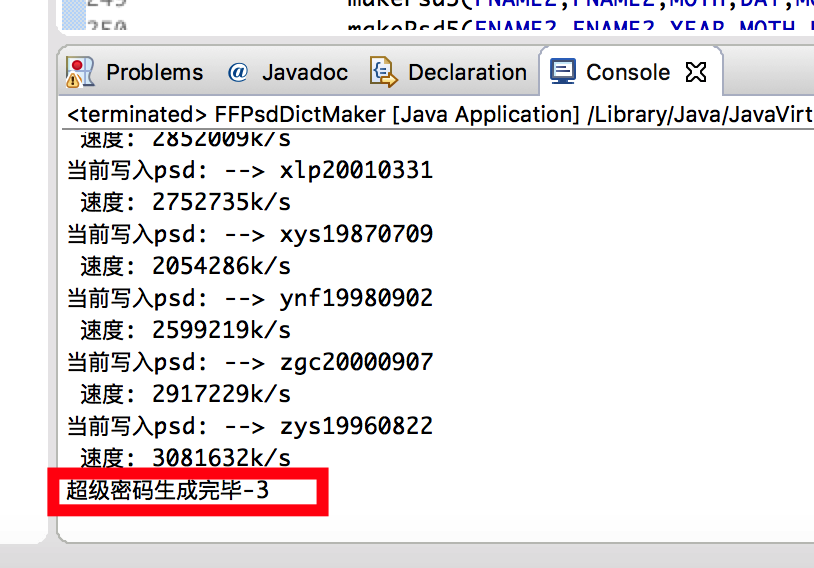 249 makePsd5(FNAME2,FNAME2,MOTH,DAY,M
250 makePsd5(FNAME2,FNAME2,YEAR,MOTH,
Problems @ Javadoc Declaration Console
<terminated> FFPsdDictMaker [Java Application] /Library/Java/JavaVirt
速度: 2852009k/s
当前写入psd: --> xlp20010331
速度: 2752735k/s
当前写入psd: --> xys19870709
速度: 2054286k/s
当前写入psd: --> ynf19980902
速度: 2599219k/s
当前写入psd: --> zgc20000907
速度: 2917229k/s
当前写入psd: --> zys19960822
速度: 3081632k/s
超级密码生成完毕-3